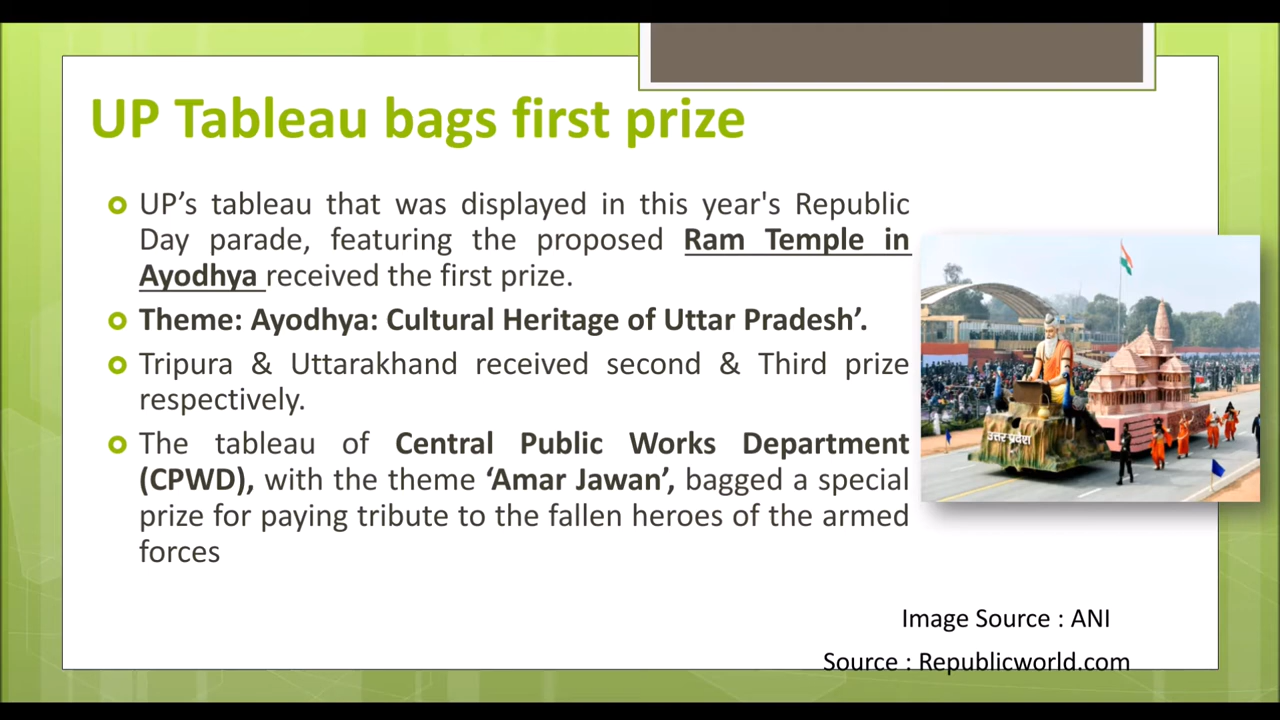 UP Tableau bags first prize
UP’s tableau that was displayed in this year's Republic
Day parade, featuring the proposed Ram Temple in
Ayodhya received the first prize.
Theme: Ayodhya: Cultural Heritage of Uttar Pradesh’.
Tripura & Uttarakhand received second & Third prize
respectively.
The tableau of Central Public Works Department
(CPWD), with the theme ‘Amar Jawan’, bagged a special
prize for paying tribute to the fallen heroes of the armed
forces
उत्तर प्रदेश
Image Source : ANI
Source : Republicworld.com